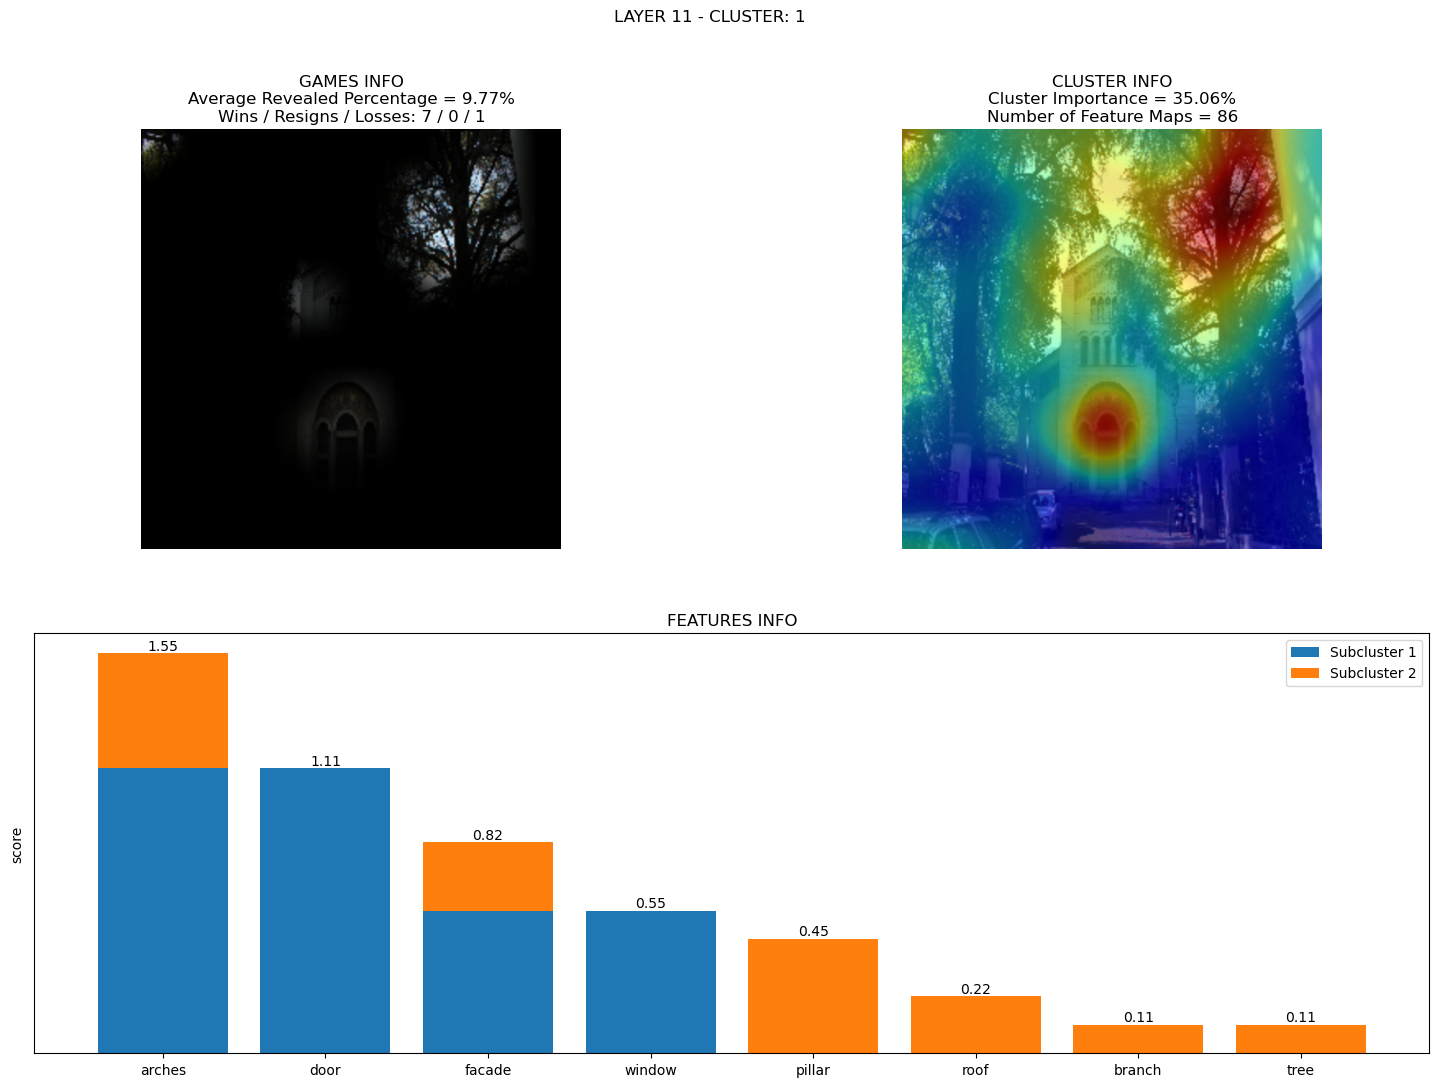 LAYER 11 - CLUSTER: 1
GAMES INFO
Average Revealed Percentage = 9.77%
Wins / Resigns / Losses: 7 / 0 / 1
CLUSTER INFO
Cluster Importance = 35.06%
Number of Feature Maps = 86
FEATURES INFO
score
1.55
1.11
0.82
0.55
0.45
0.22
0.11
0.11
Subcluster 1
Subcluster 2
arches
door
facade
window
pillar
roof
branch
tree